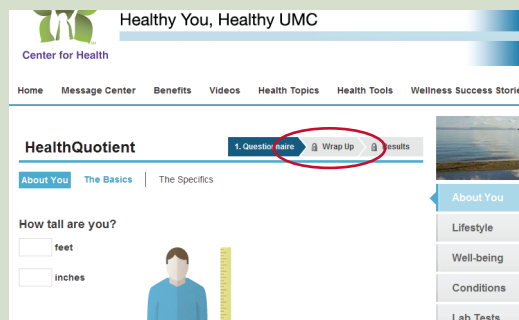 Healthy You, Healthy UMC
Center for Health
Home Message Center Benefits Videos Health Topics Health Tools Wellness Success Storie
HealthQuotient
1. Questionnaire Wrap Up Results
About You The Basics The Specifics
How tall are you?
feet
inches
About You
Lifestyle
Well-being
Conditions
Lab Tests